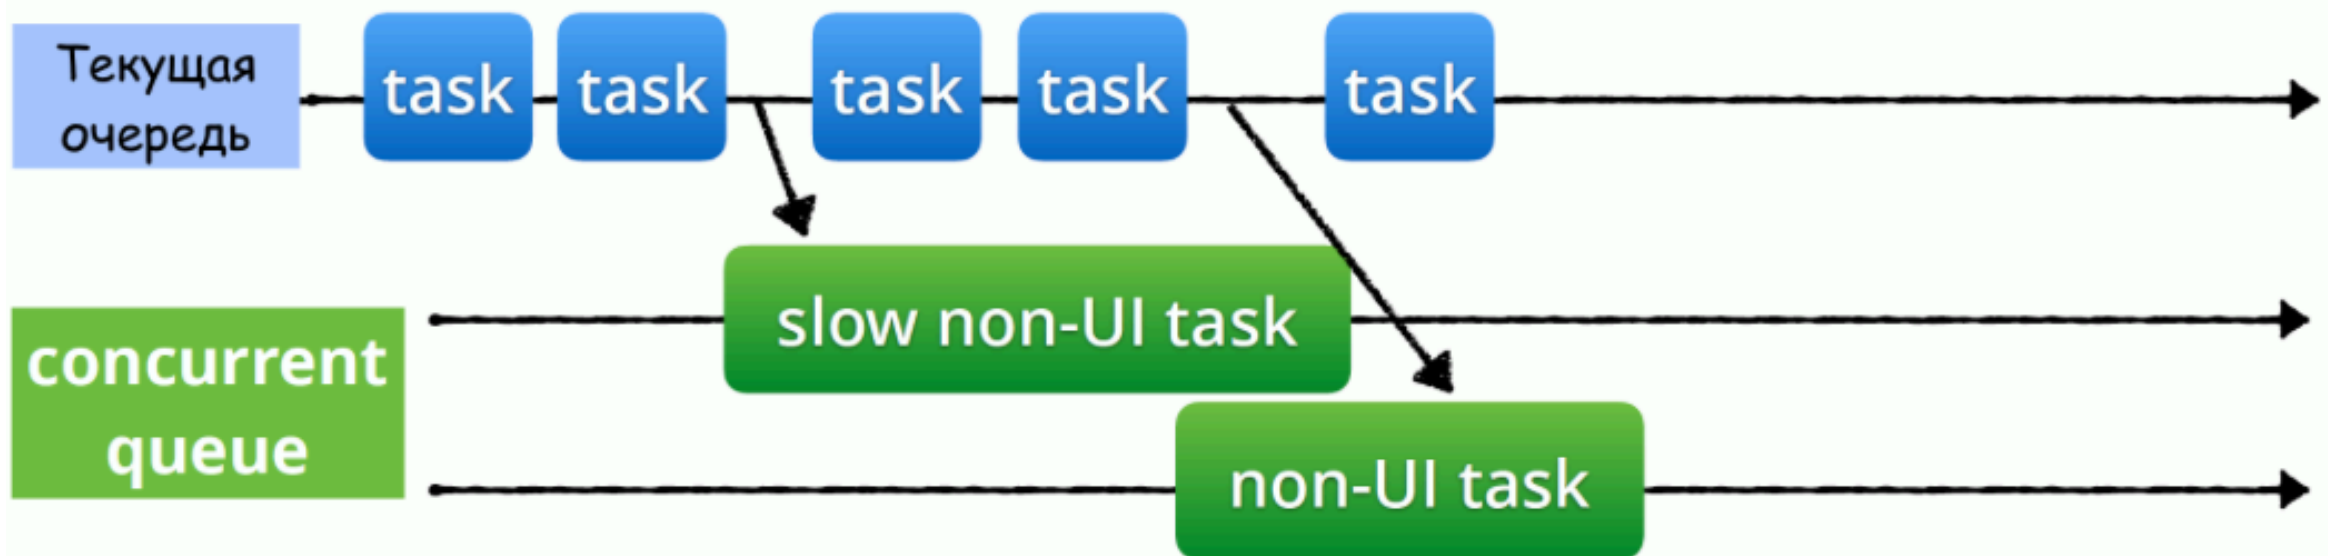 Текущая
очередь
task
task
task
task
task
concurrent
queue
slow non-UI task
non-UI task